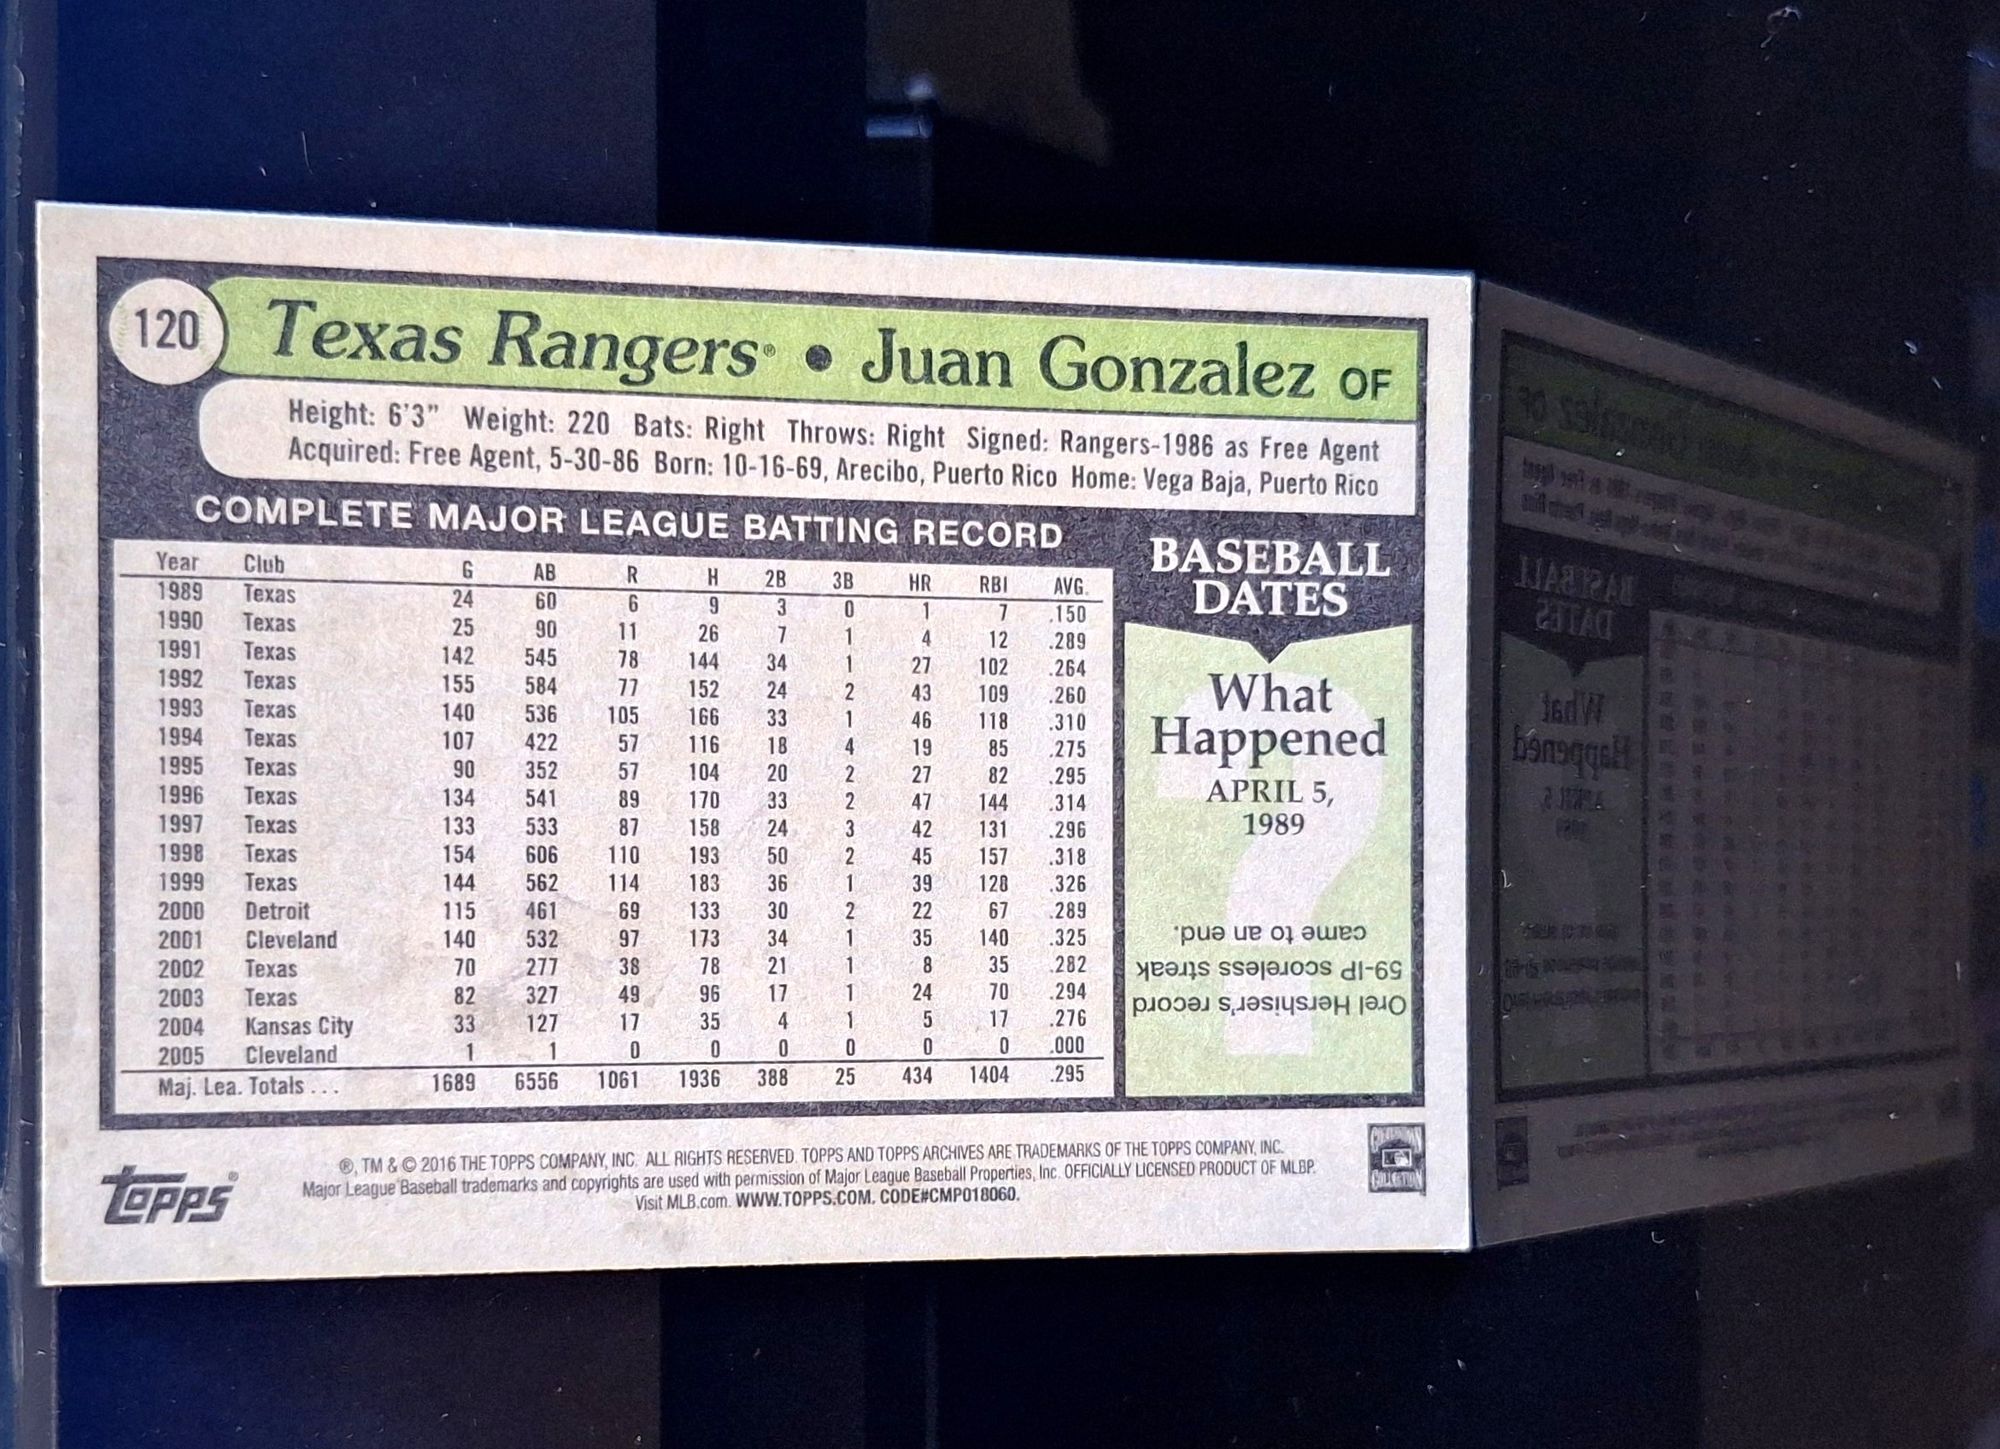 120
Texas Rangers® • Juan Gonzalez OF
Height: 6'3" Weight: 220 Bats: Right Throws: Right Signed: Rangers-1986 as Free Agent
Acquired: Free Agent, 5-30-86 Born: 10-16-69, Arecibo, Puerto Rico Home: Vega Baja, Puerto Rico
COMPLETE MAJOR LEAGUE BATTING RECORD
Year Club G AB R H 2B 3B HR RBI AVG.
1989 Texas 24 60 6 9 3 0 1 7 .150
1990 Texas 25 90 11 26 7 1 4 12 .289
1991 Texas 142 545 78 144 34 1 27 102 .264
1992 Texas 155 584 77 152 24 2 43 109 .260
1993 Texas 140 536 105 166 33 1 46 118 .310
1994 Texas 107 422 57 116 18 4 19 85 .275
1995 Texas 90 352 57 104 20 2 27 82 .295
1996 Texas 134 541 89 170 33 2 47 144 .314
1997 Texas 133 533 87 158 24 3 42 131 .296
1998 Texas 154 606 110 193 50 2 45 157 .318
1999 Texas 144 562 114 183 36 1 39 128 .326
2000 Detroit 115 461 69 133 30 2 22 67 .289
2001 Cleveland 140 532 97 173 34 1 35 140 .325
2002 Texas 70 277 38 78 21 1 8 35 .282
2003 Texas 82 327 49 96 17 1 24 70 .294
2004 Kansas City 33 127 17 35 4 1 5 17 .276
2005 Cleveland 1 1 0 0 0 0 0 0 .000
Maj. Lea. Totals . . . 1689 6556 1061 1936 388 25 434 1404 .295
BASEBALL
DATES
What
Happened
APRIL 5,
1989
Orel Hershiser's record
59-IP scoreless streak
came to an end.
topps®
®, TM & © 2016 THE TOPPS COMPANY, INC. ALL RIGHTS RESERVED. TOPPS AND TOPPS ARCHIVES ARE TRADEMARKS OF THE TOPPS COMPANY, INC.
Major League Baseball trademarks and copyrights are used with permission of Major League Baseball Properties, Inc. OFFICIALLY LICENSED PRODUCT OF MLBP.
Visit MLB.com. WWW.TOPPS.COM. CODE#CMP018060.
COOPERSTOWN
COLLECTION